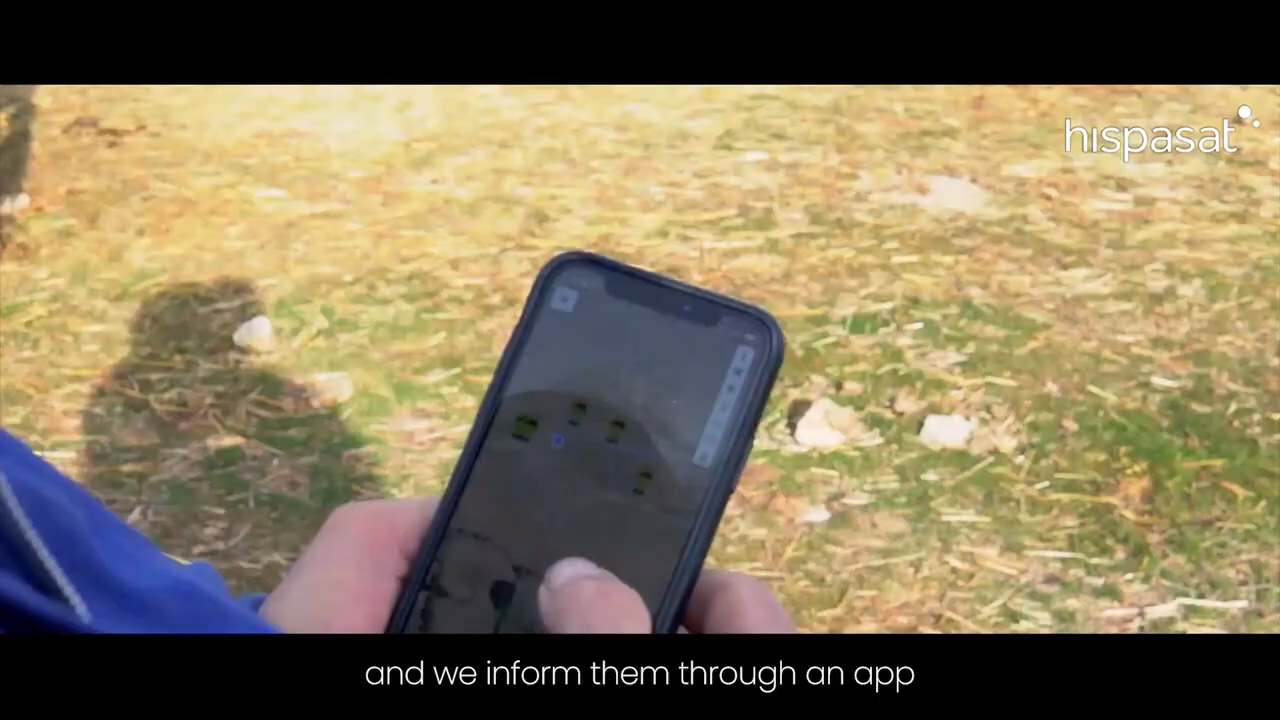 hispasat
and we inform them through an app